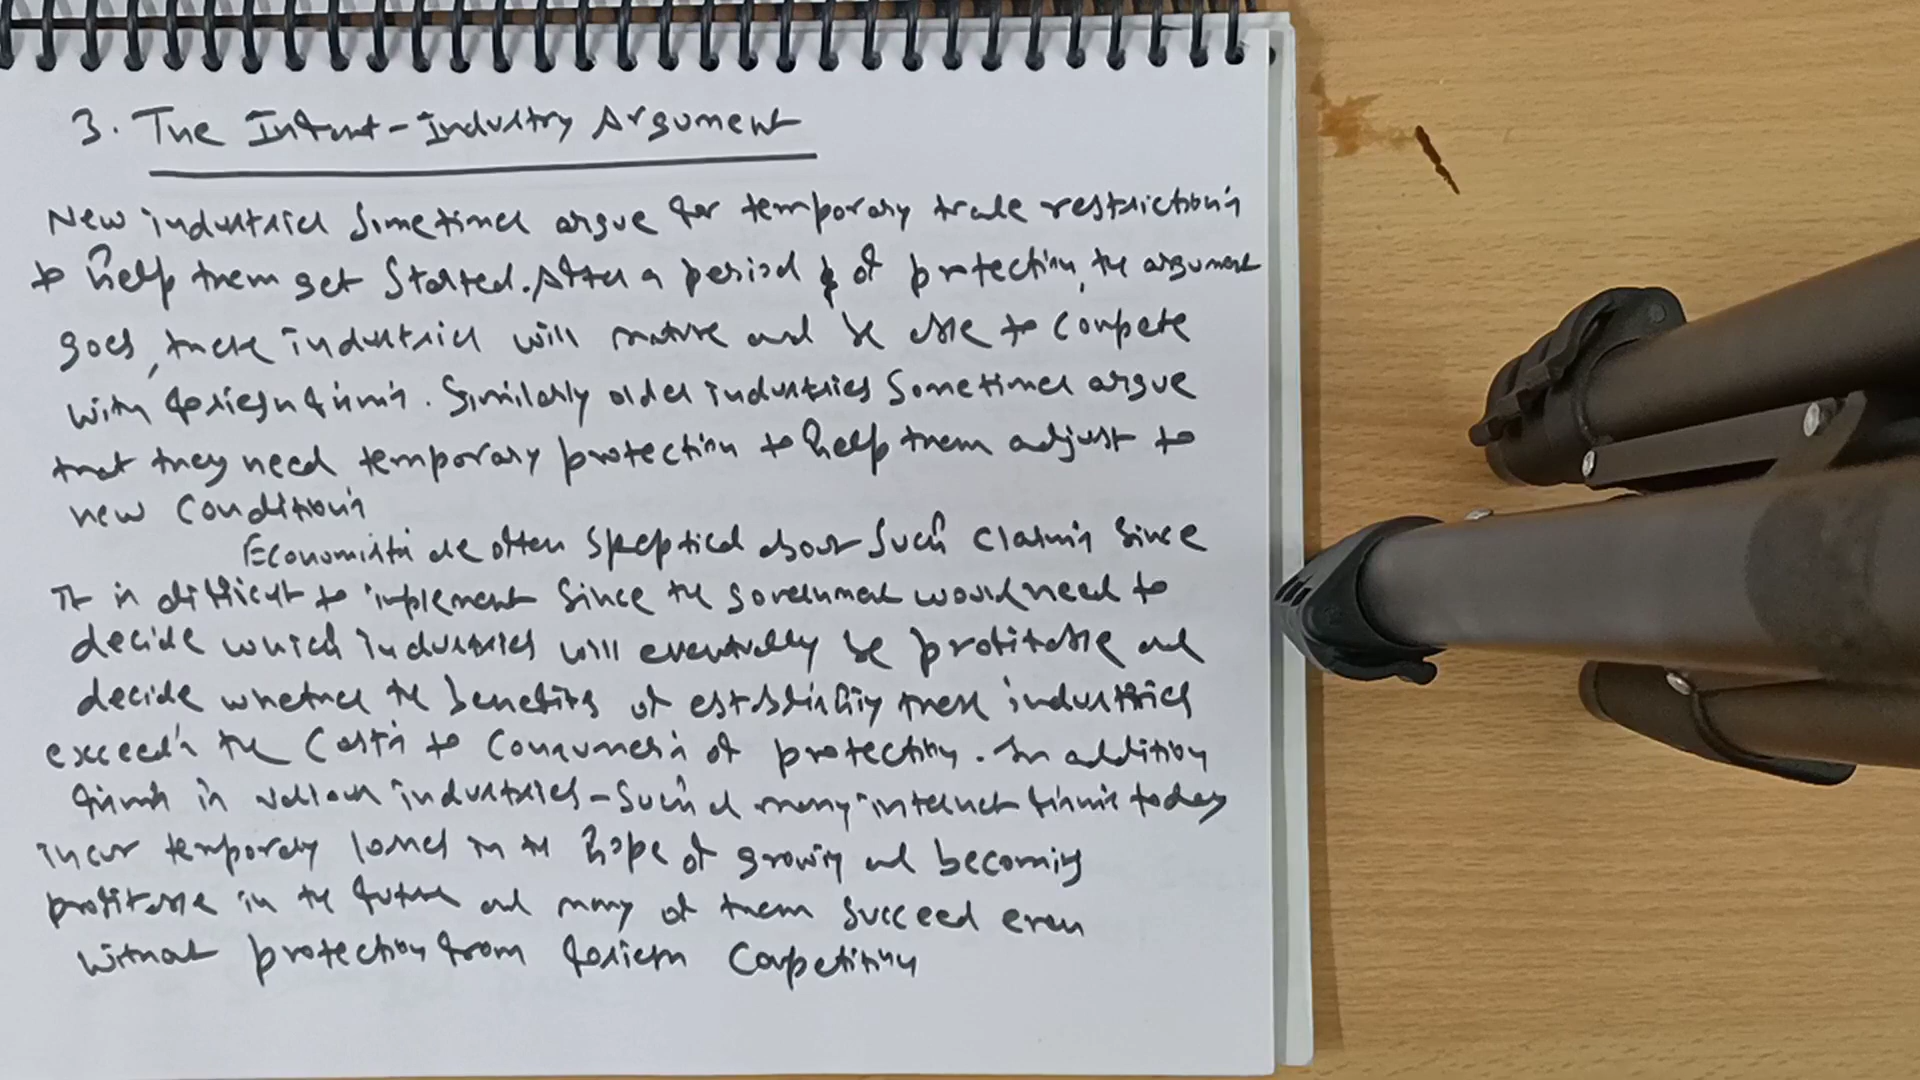 3. The Infant-Industry Argument
New industries sometimes argue for temporary trade restrictions
to help them get started. After a period of protection, the argument
goes, these industries will mature and be able to compete
with foriegn firms. Similarly older industries sometimes argue
that they need temporary protection to help them adjust to
new conditions
Economists are often skeptical about such claims since
It is difficult to implement since the government would need to
decide which industries will eventually be profitable and
decide whether the benefits of establishing these industries
exceeds the costs to consumers of protection. In addition
firms in various industries - such as many internet firms today
incur temporary losses in the hope of growing and becoming
profitable in the future and many of them succeed even
without protection from foriegn competition